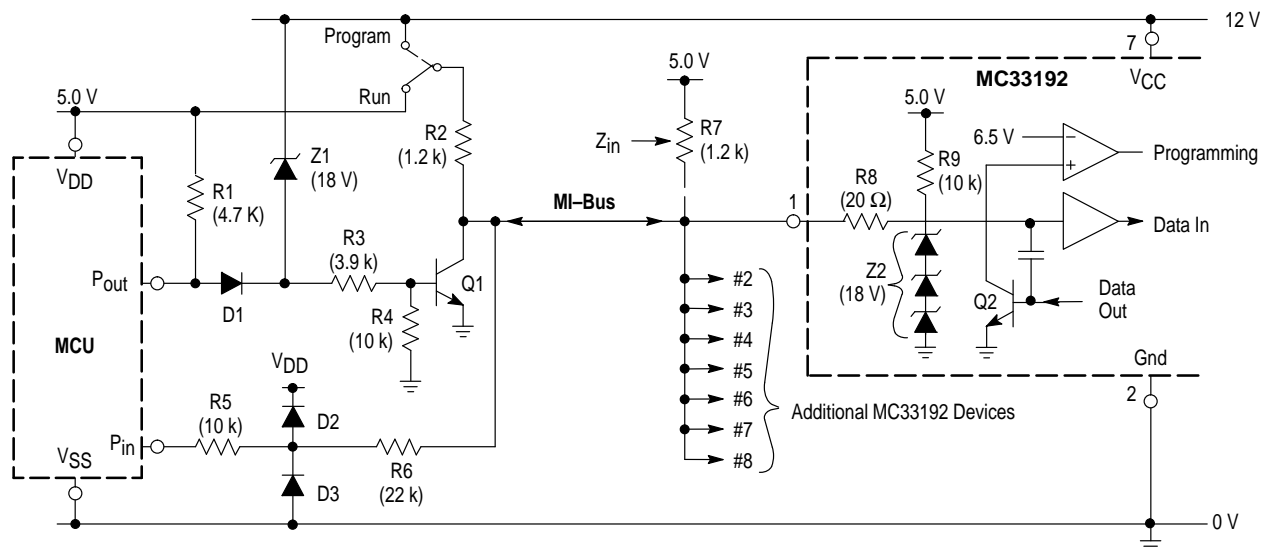 12 V
Program
7
5.0 V
MC33192
VCC
5.0 V
Run
5.0 V
R2
(1.2 k)
Zin
R7
(1.2 k)
6.5 V
–
+
Programming
VDD
R1
(4.7 K)
Z1
(18 V)
R9
(10 k)
R8
(20 Ω)
1
MI–Bus
Data In
R3
(3.9 k)
Z2
(18 V)
Pout
D1
Q1
#2
Q2
Data
Out
#3
R4
(10 k)
MCU
#4
VDD
#5
Gnd
R5
(10 k)
D2
#6
Additional MC33192 Devices
2
Pin
#7
VSS
R6
(22 k)
#8
D3
0 V